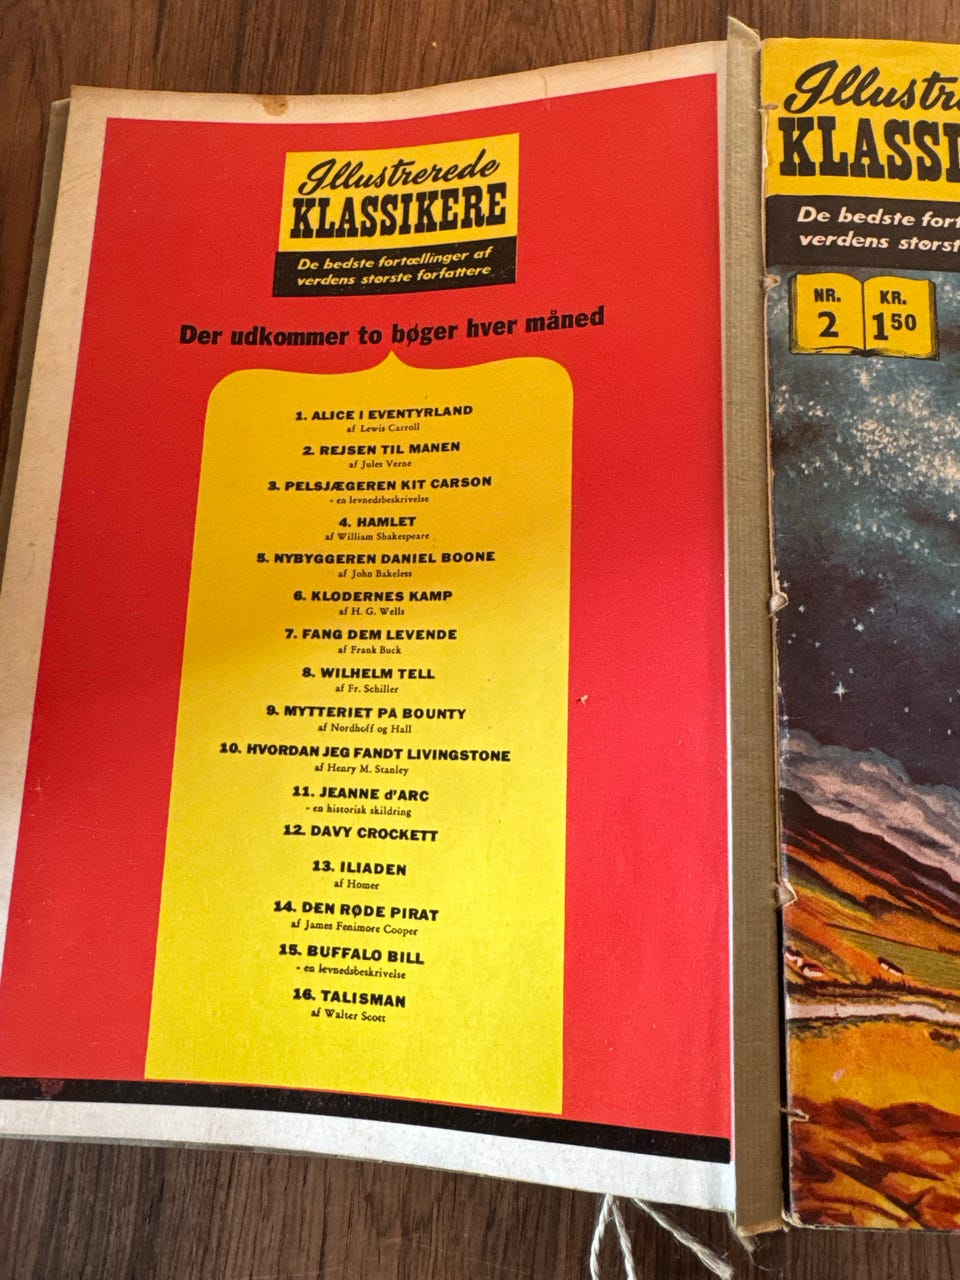 Illustrerede
KLASSIKERE
De bedste fortællinger af
verdens største forfattere
Der udkommer to bøger hver måned
1. ALICE I EVENTYRLAND
af Lewis Carroll
2. REJSEN TIL MANEN
af Jules Verne
3. PELSJÆGEREN KIT CARSON
- en levnedsbeskrivelse
4. HAMLET
af William Shakespeare
5. NYBYGGEREN DANIEL BOONE
af John Bakeless
6. KLODERNES KAMP
af H. G. Wells
7. FANG DEM LEVENDE
af Frank Buck
8. WILHELM TELL
af Fr. Schiller
9. MYTTERIET PA BOUNTY
af Nordhoff og Hall
10. HVORDAN JEG FANDT LIVINGSTONE
af Henry M. Stanley
11. JEANNE d'ARC
- en historisk skildring
12. DAVY CROCKETT
13. ILIADEN
af Homer
14. DEN RØDE PIRAT
af James Fenimore Cooper
15. BUFFALO BILL
- en levnedsbeskrivelse
16. TALISMAN
af Walter Scott
Illustr
KLASSI
De bedste fort
verdens størst
NR. 2
KR. 1 50